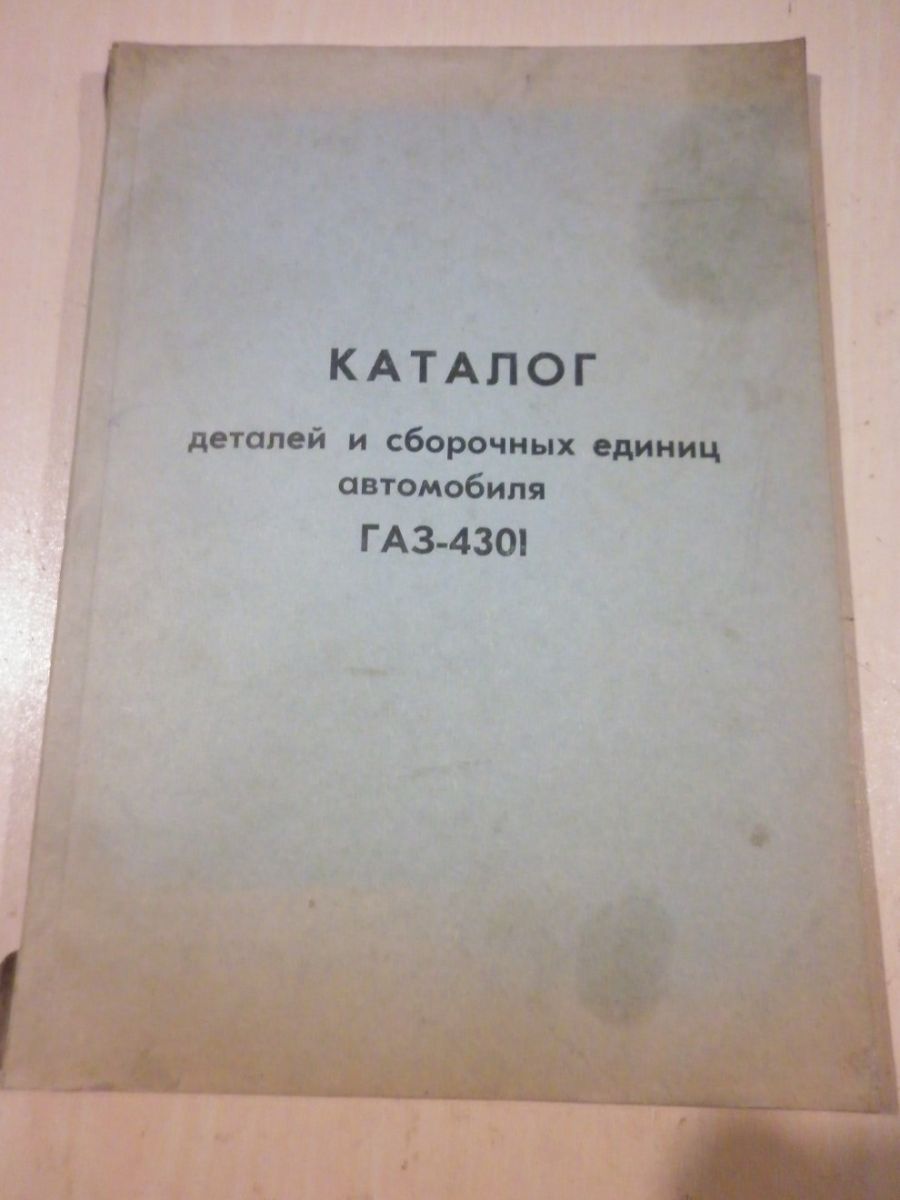 КАТАЛОГ
деталей и сборочных единиц
автомобиля
ГАЗ-4301